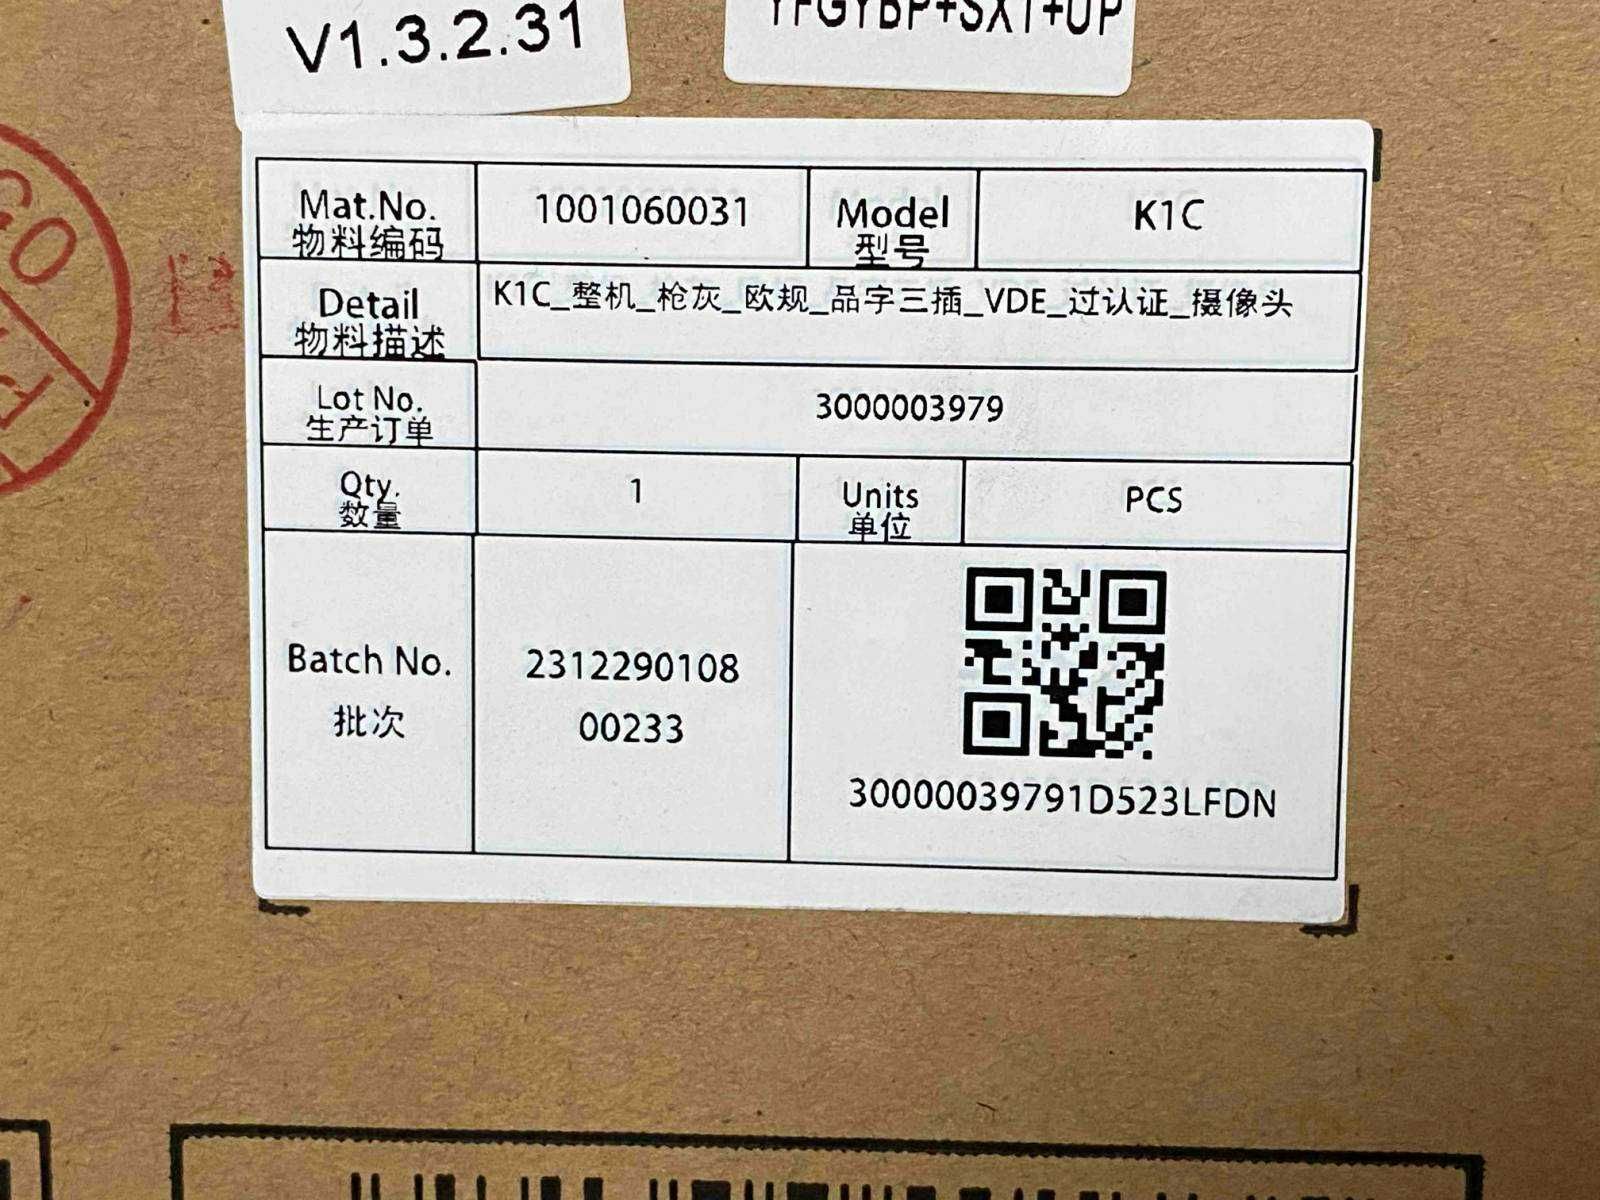 V1.3.2.31
YFGYBP+SXT+UP
Mat.No.
物料编码
1001060031
Model
型号
K1C
Detail
物料描述
K1C_整机_枪灰_欧规_品字三插_VDE_过认证_摄像头
Lot No.
生产订单
3000003979
Qty.
数量
1
Units
单位
PCS
Batch No.
批次
2312290108
00233
30000039791D523LFDN